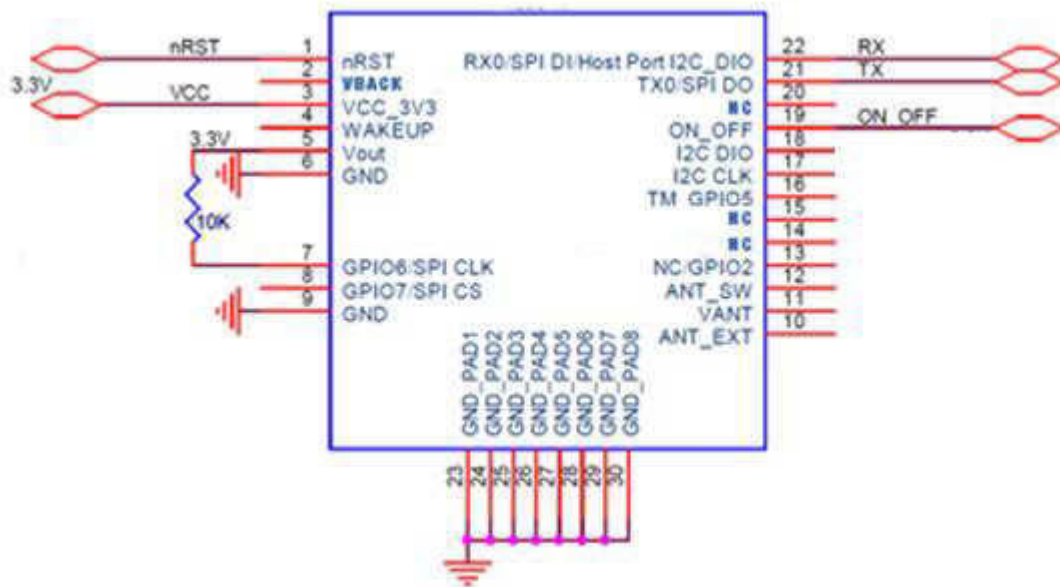 nRST
3.3V
VCC
3.3V
10K
1
2
3
4
5
6
7
8
9
nRST
VBACK
VCC_3V3
WAKEUP
Vout
GND
GPIO6/SPI CLK
GPIO7/SPI CS
GND
RX0/SPI DI/Host Port I2C_DIO
TX0/SPI DO
NC
ON_OFF
I2C DIO
I2C CLK
TM_GPIO5
NC
NC
NC/GPIO2
ANT_SW
VANT
ANT_EXT
22
21
20
19
18
17
16
15
14
13
12
11
10
RX
TX
ON_OFF
GND_PAD1
GND_PAD2
GND_PAD3
GND_PAD4
GND_PAD5
GND_PAD6
GND_PAD7
GND_PAD8
23
24
25
26
27
28
29
30